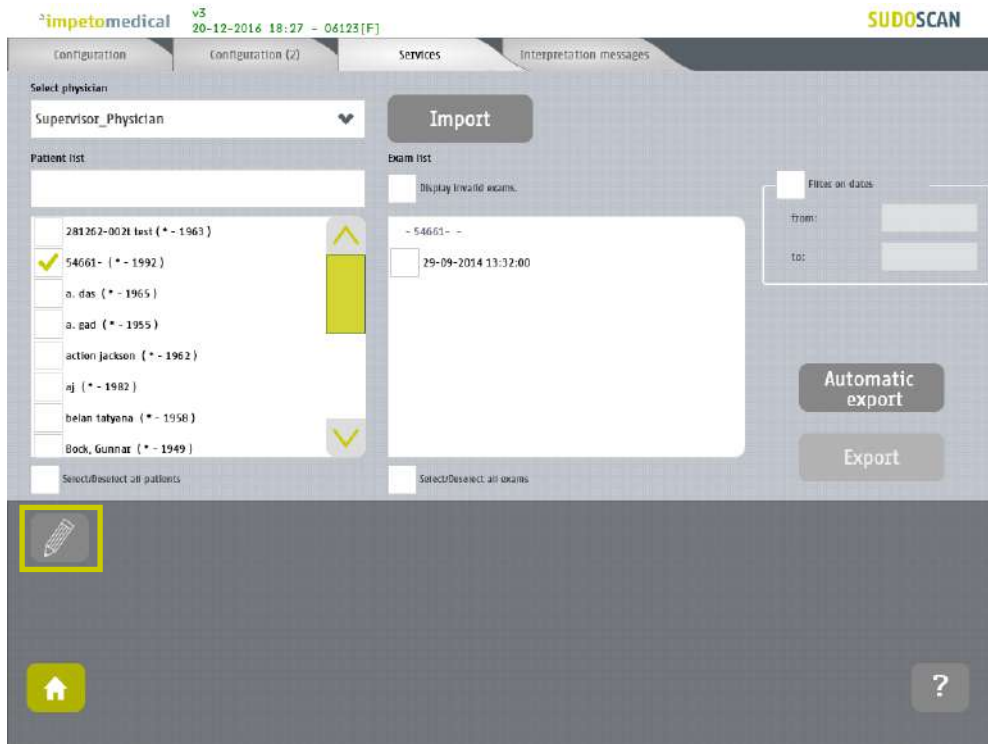 impetomedical
v3
20-12-2016 18:27 - 06123[F]
SUDOSCAN
Configuration
Configuration (2)
Services
Interpretation messages
Select physician
Supervisor_Physician
Import
Patient list
Exam list
Display invalid exams.
Filter on dates
from:
to:
281262-002t test ( * - 1963 )
54661- ( * - 1992 )
a. das ( * - 1965 )
a. gad ( * - 1955 )
action jackson ( * - 1962 )
aj ( * - 1982 )
belan tatyana ( * - 1958 )
Bock, Gunnar ( * - 1949 )
- 54661- -
29-09-2014 13:32:00
Automatic
export
Export
Select/Deselect all patients
Select/Deselect all exams
?